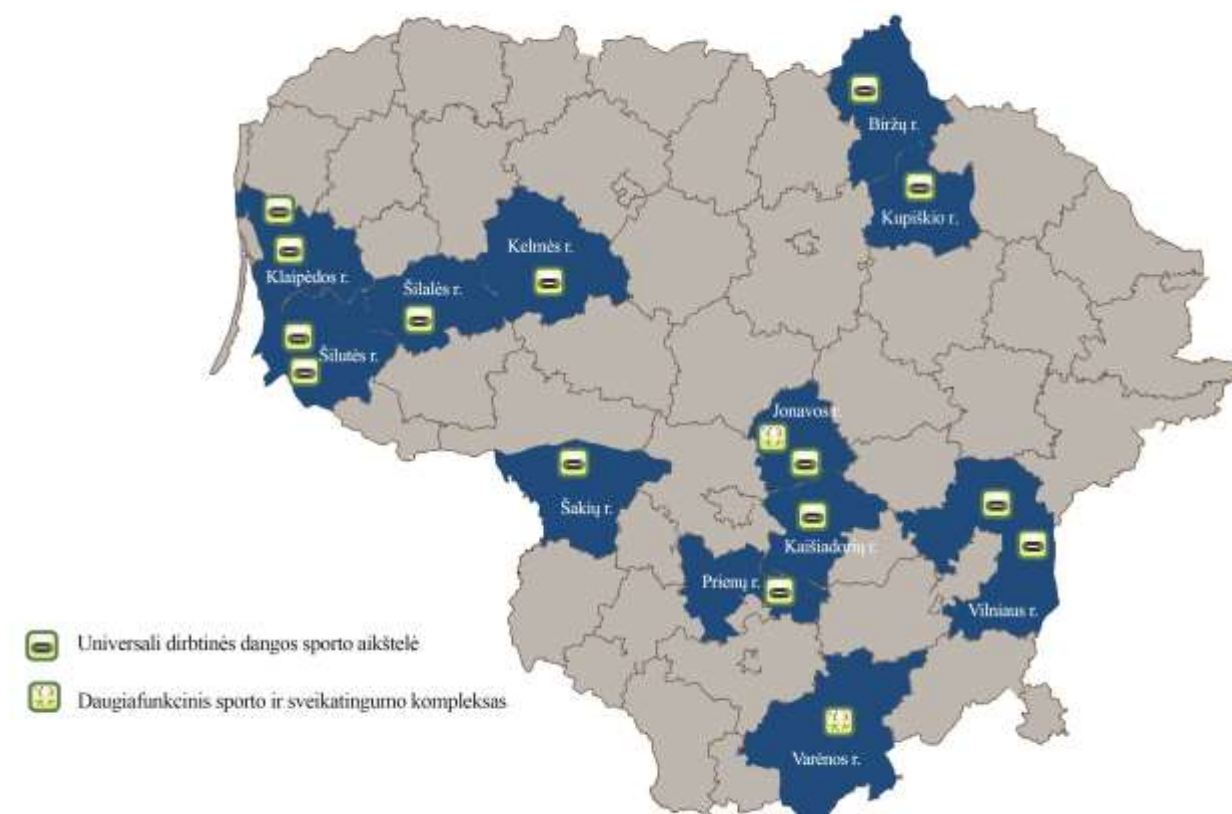 Biržų r.
Kupiškio r.
Kelmės r.
Klaipėdos r.
Šilalės r.
Šilutės r.
Jonavos r.
Šakių r.
Kaišiadorių r.
Prienų r.
Vilniaus r.
Universali dirbtinės dangos sporto aikštelė
Daugiafunkcinis sporto ir sveikatingumo kompleksas
Varėnos r.